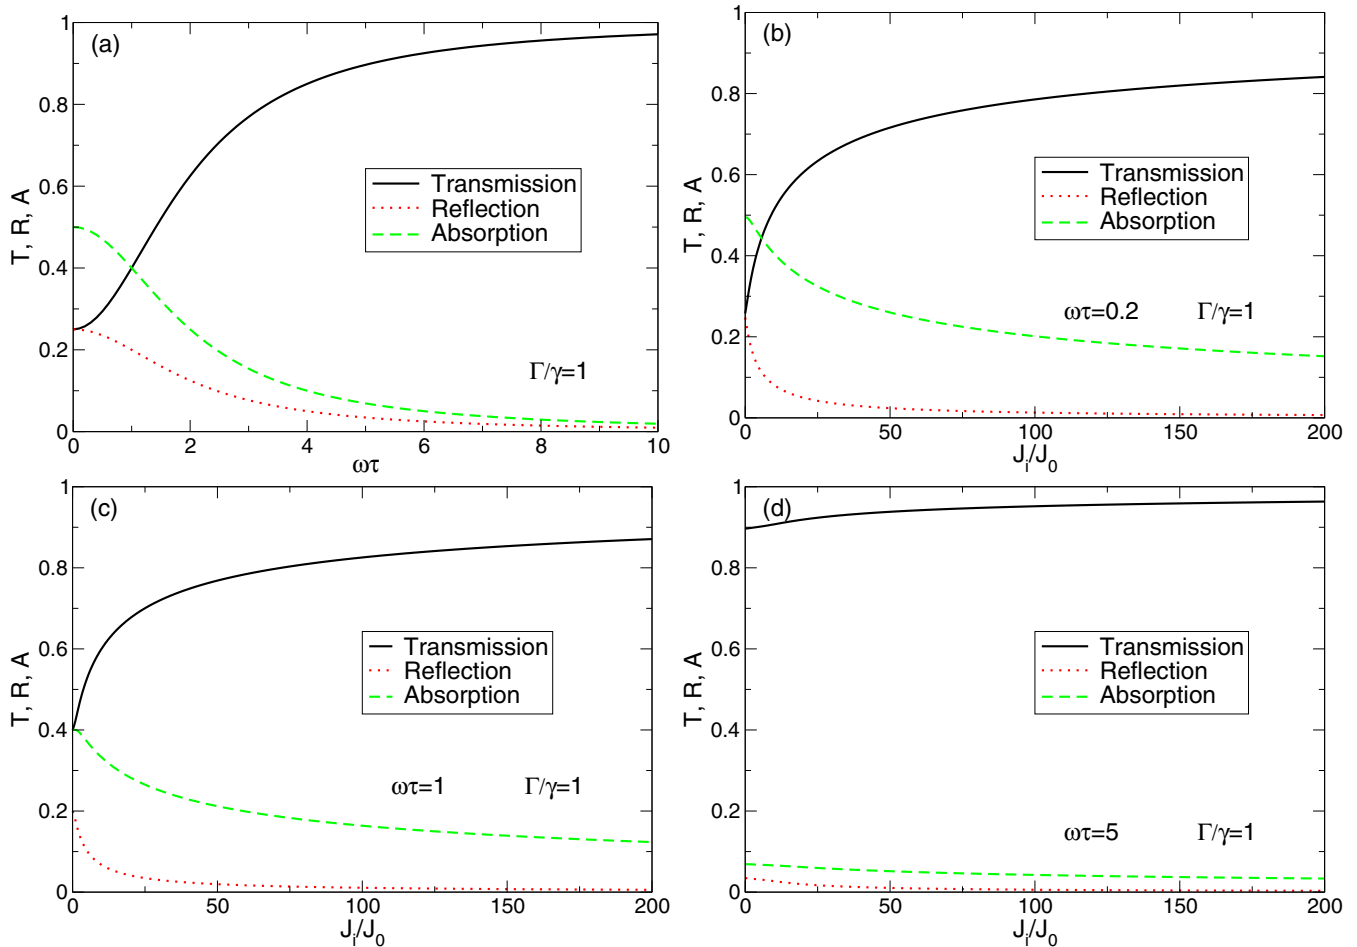 (a)
T, R, A
1
0.8
0.6
0.4
0.2
0
Transmission
Reflection
Absorption
Γ/γ=1
0 2 4 6 8 10
ωτ
(b)
T, R, A
1
0.8
0.6
0.4
0.2
0
Transmission
Reflection
Absorption
ωτ=0.2 Γ/γ=1
0 50 100 150 200
Ji/J0
(c)
T, R, A
1
0.8
0.6
0.4
0.2
0
Transmission
Reflection
Absorption
ωτ=1 Γ/γ=1
0 50 100 150 200
Ji/J0
(d)
T, R, A
1
0.8
0.6
0.4
0.2
0
Transmission
Reflection
Absorption
ωτ=5 Γ/γ=1
0 50 100 150 200
Ji/J0